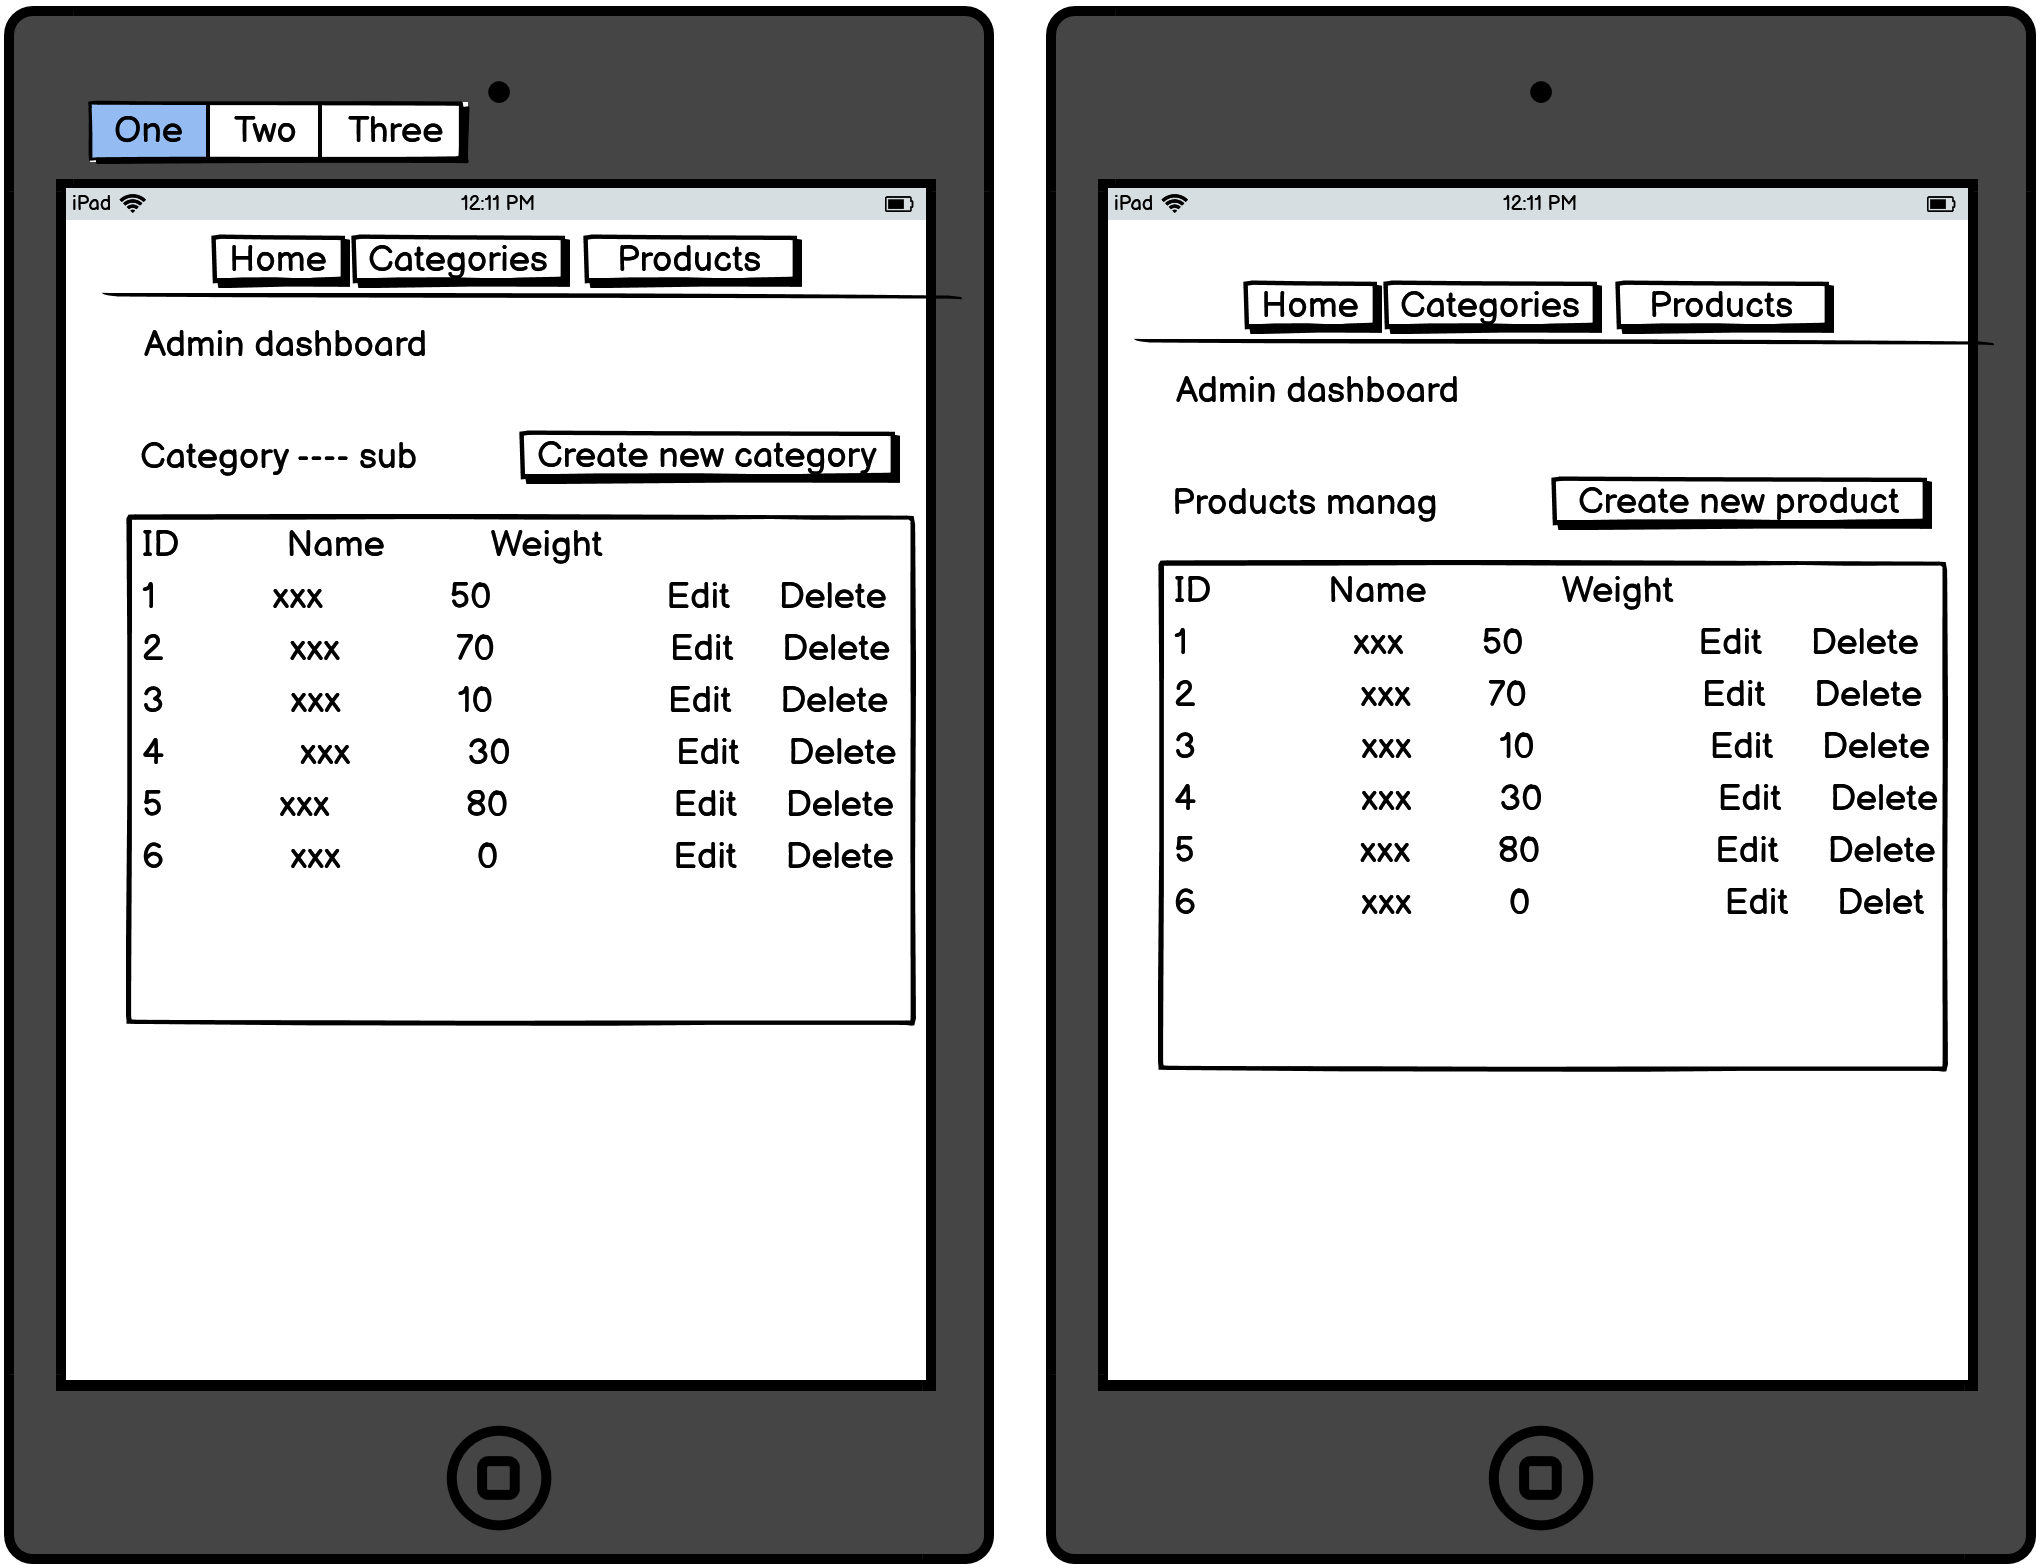 One Two Three
iPad 12:11 PM
Home Categories Products
Admin dashboard
Category ---- sub Create new category
ID Name Weight
1 xxx 50 Edit Delete
2 xxx 70 Edit Delete
3 xxx 10 Edit Delete
4 xxx 30 Edit Delete
5 xxx 80 Edit Delete
6 xxx 0 Edit Delete
iPad 12:11 PM
Home Categories Products
Admin dashboard
Products manag Create new product
ID Name Weight
1 xxx 50 Edit Delete
2 xxx 70 Edit Delete
3 xxx 10 Edit Delete
4 xxx 30 Edit Delete
5 xxx 80 Edit Delete
6 xxx 0 Edit Delet